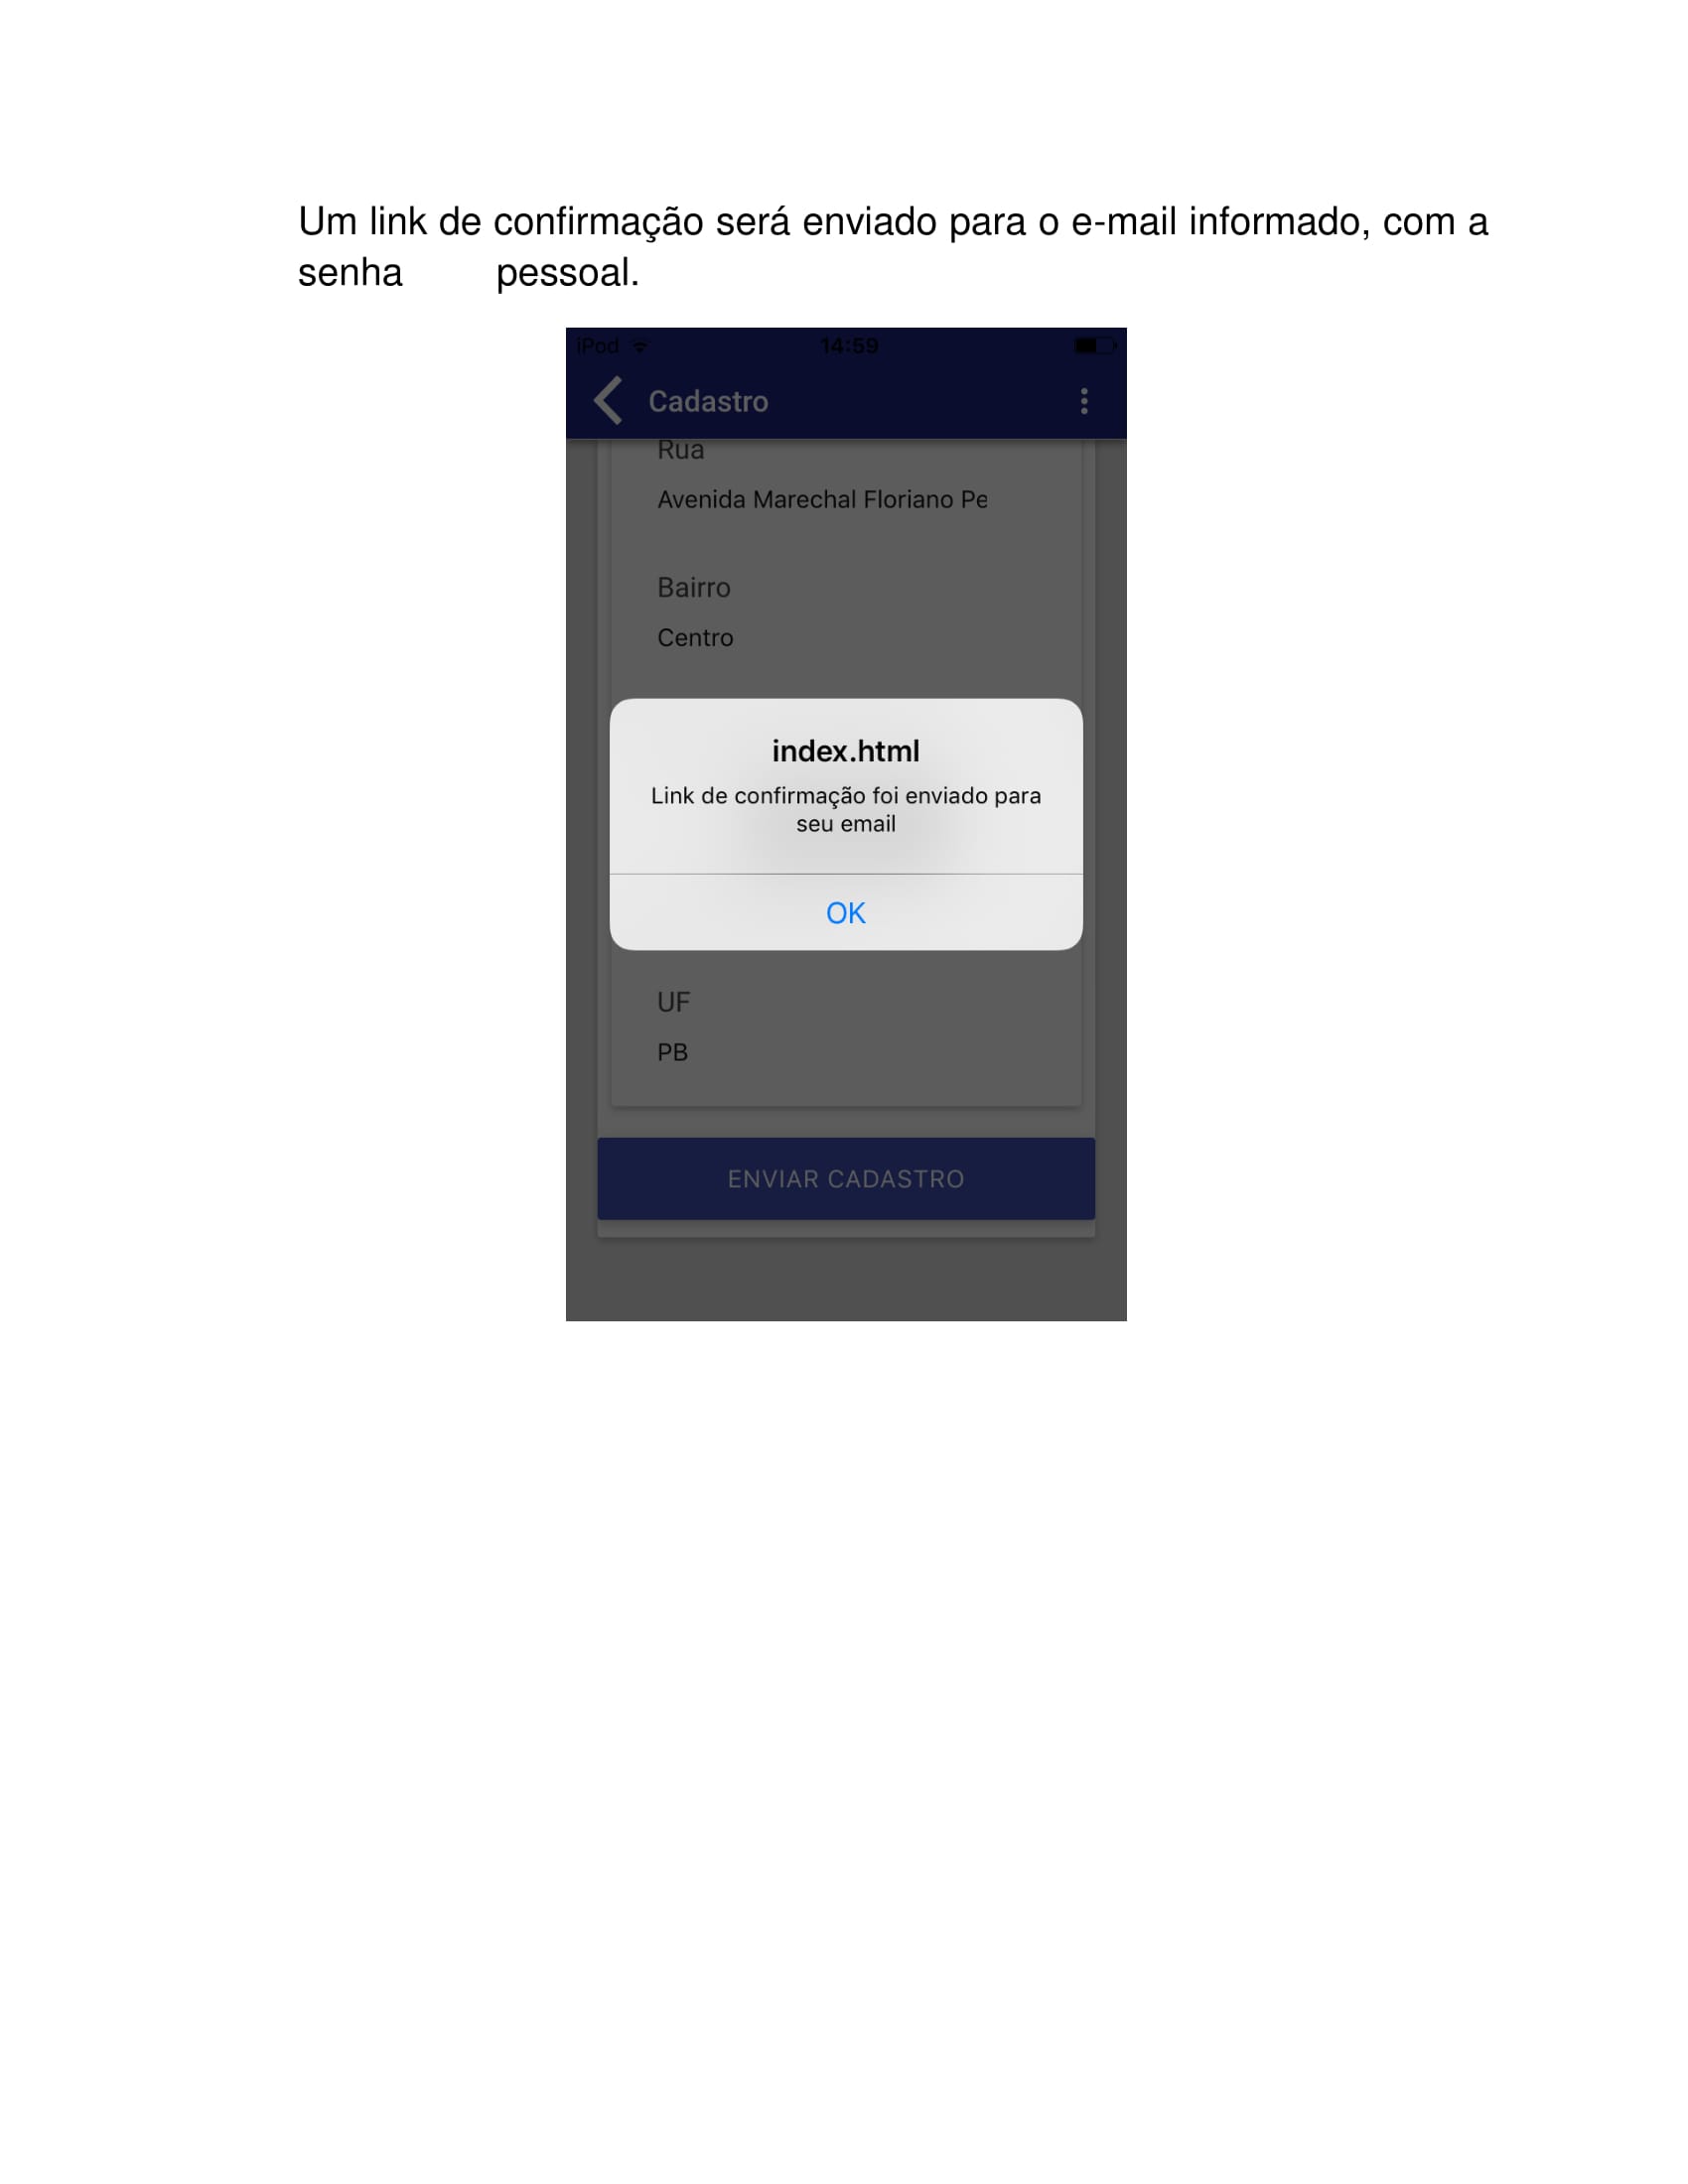 Um link de confirmação será enviado para o e-mail informado, com a
senha pessoal.
iPod 14:59
Cadastro
Rua
Avenida Marechal Floriano Pe
Bairro
Centro
index.html
Link de confirmação foi enviado para
seu email
OK
UF
PB
ENVIAR CADASTRO